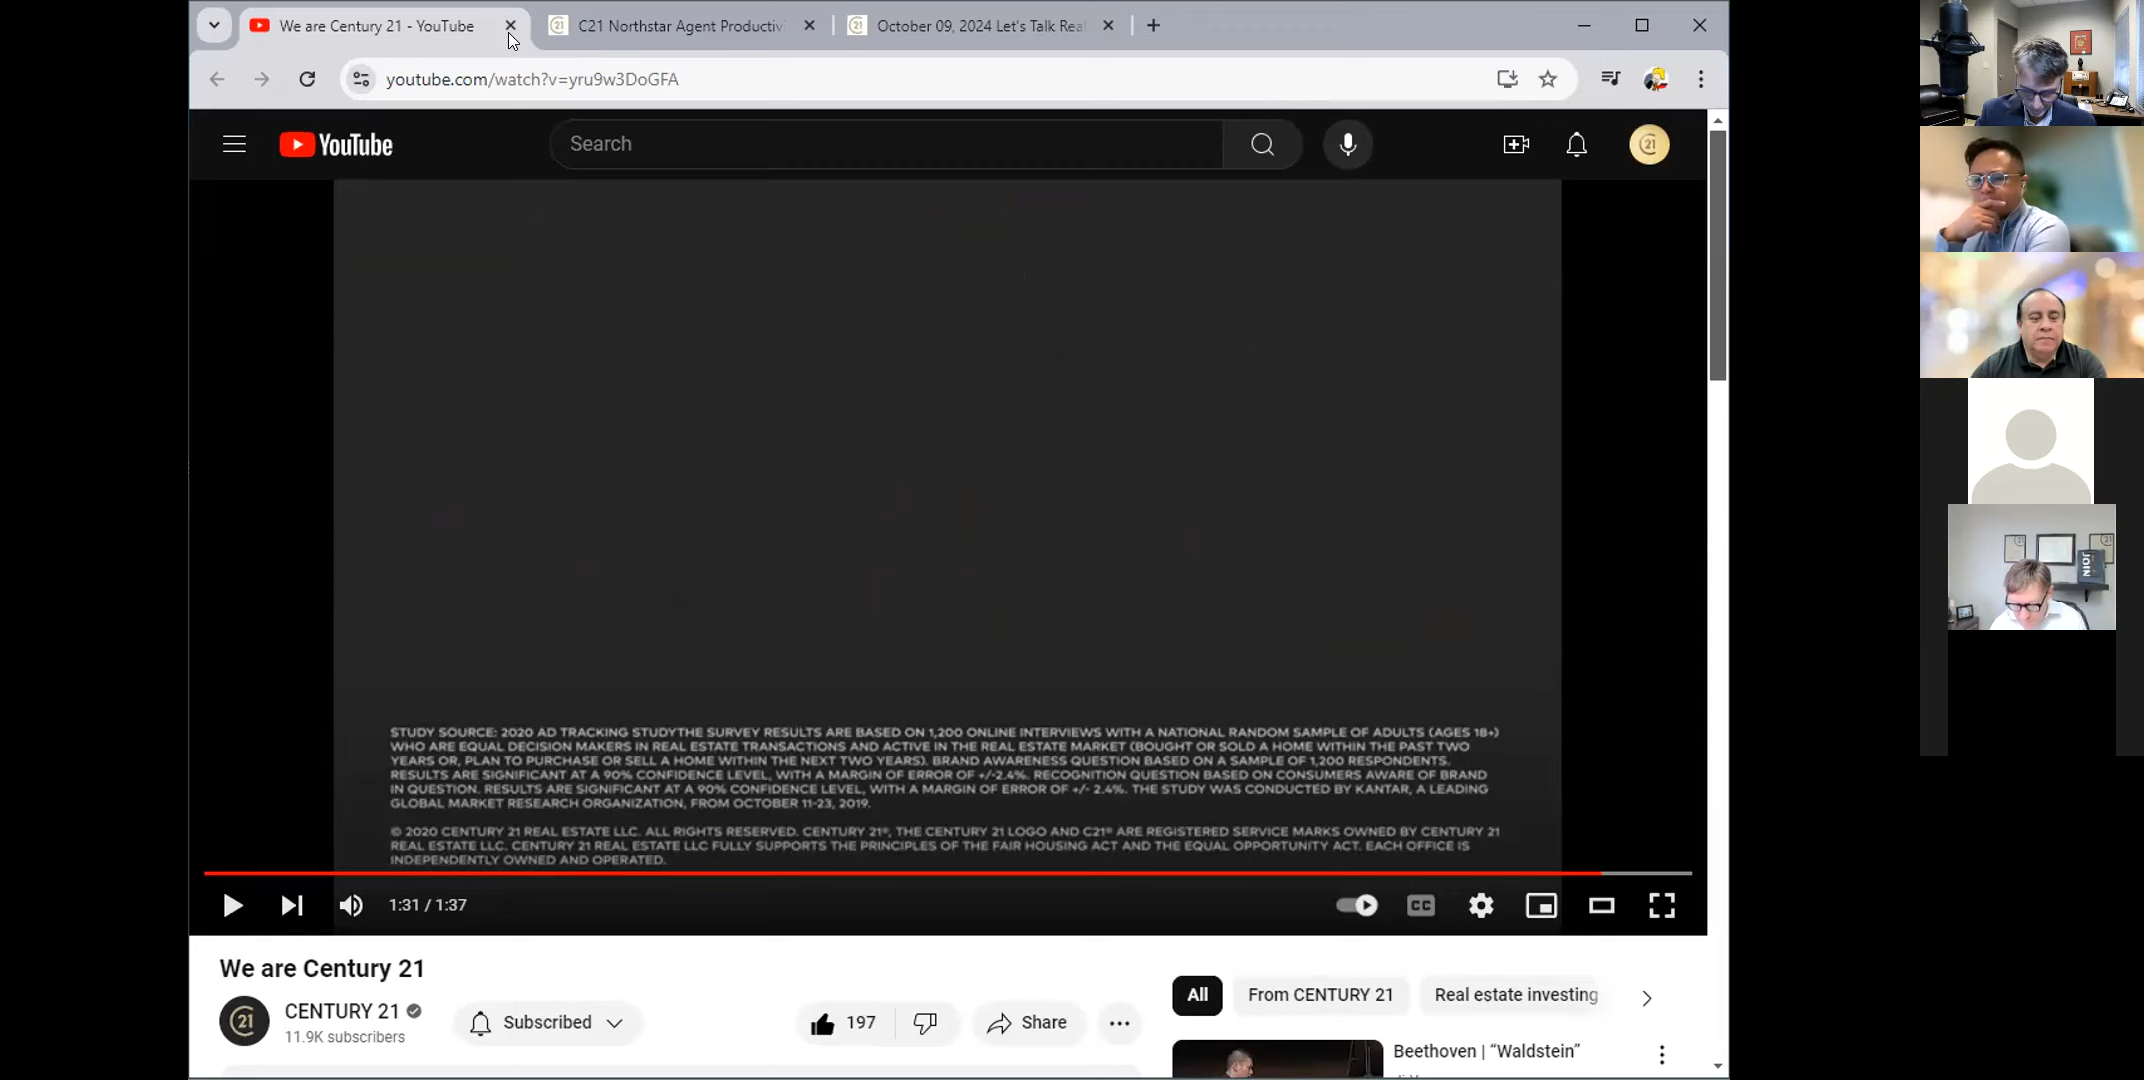 We are Century 21 - YouTube
C21 Northstar Agent Productiv
October 09, 2024 Let's Talk Rea
youtube.com/watch?v=yru9w3DoGFA
YouTube
Search
21
JOIN
STUDY SOURCE: 2020 AD TRACKING STUDYTHE SURVEY RESULTS ARE BASED ON 1,200 ONLINE INTERVIEWS WITH A NATIONAL RANDOM SAMPLE OF ADULTS (AGES 18+)
WHO ARE EQUAL DECISION MAKERS IN REAL ESTATE TRANSACTIONS AND ACTIVE IN THE REAL ESTATE MARKET (BOUGHT OR SOLD A HOME WITHIN THE PAST TWO
YEARS OR, PLAN TO PURCHASE OR SELL A HOME WITHIN THE NEXT TWO YEARS). BRAND AWARENESS QUESTION BASED ON A SAMPLE OF 1,200 RESPONDENTS.
RESULTS ARE SIGNIFICANT AT A 90% CONFIDENCE LEVEL, WITH A MARGIN OF ERROR OF +/-2.4%. RECOGNITION QUESTION BASED ON CONSUMERS AWARE OF BRAND
IN QUESTION. RESULTS ARE SIGNIFICANT AT A 90% CONFIDENCE LEVEL, WITH A MARGIN OF ERROR OF +/- 2.4%. THE STUDY WAS CONDUCTED BY KANTAR, A LEADING
GLOBAL MARKET RESEARCH ORGANIZATION, FROM OCTOBER 11-23, 2019.
© 2020 CENTURY 21 REAL ESTATE LLC. ALL RIGHTS RESERVED. CENTURY 21®, THE CENTURY 21 LOGO AND C21® ARE REGISTERED SERVICE MARKS OWNED BY CENTURY 21
REAL ESTATE LLC. CENTURY 21 REAL ESTATE LLC FULLY SUPPORTS THE PRINCIPLES OF THE FAIR HOUSING ACT AND THE EQUAL OPPORTUNITY ACT. EACH OFFICE IS
INDEPENDENTLY OWNED AND OPERATED.
1:31 / 1:37
CC
We are Century 21
21
CENTURY 21
11.9K subscribers
Subscribed
197
Share
All
From CENTURY 21
Real estate investing
Beethoven | “Waldstein”